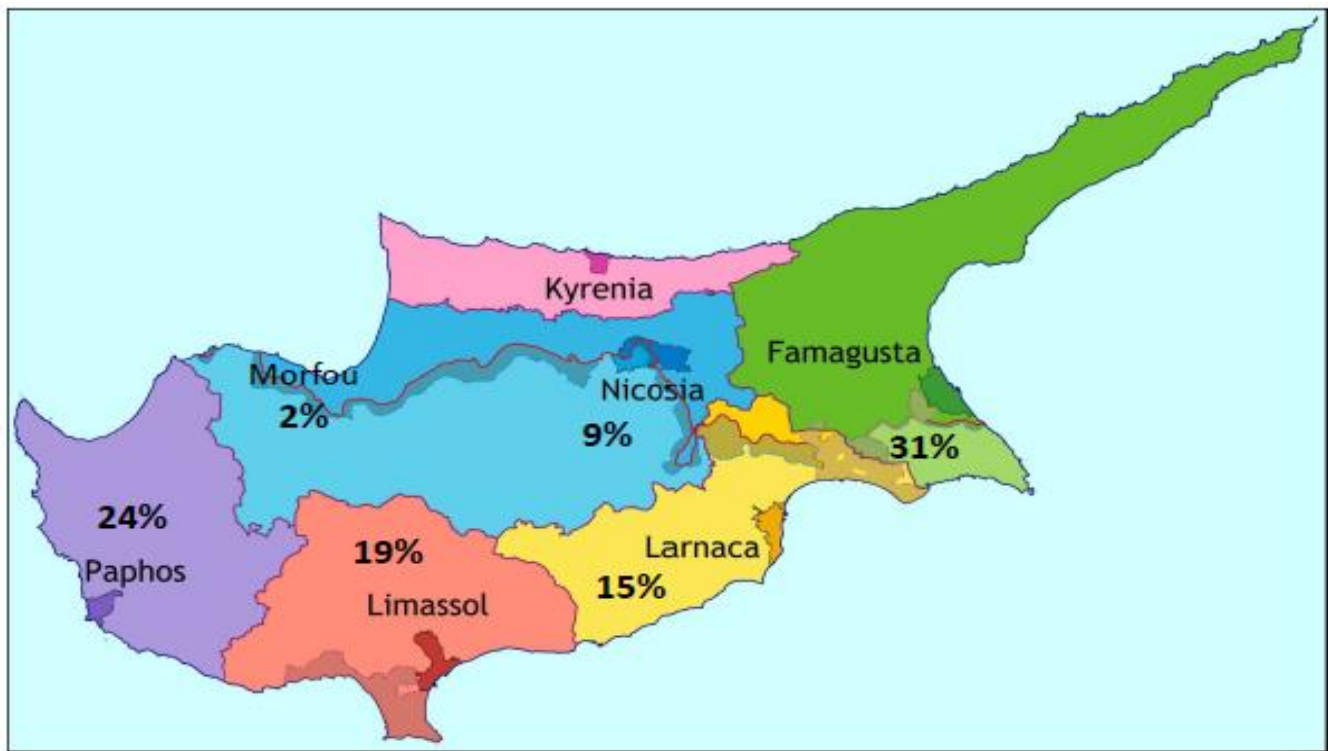 Kyrenia
Famagusta
Morfou
2%
Nicosia
9%
31%
24%
Paphos
19%
Limassol
Larnaca
15%